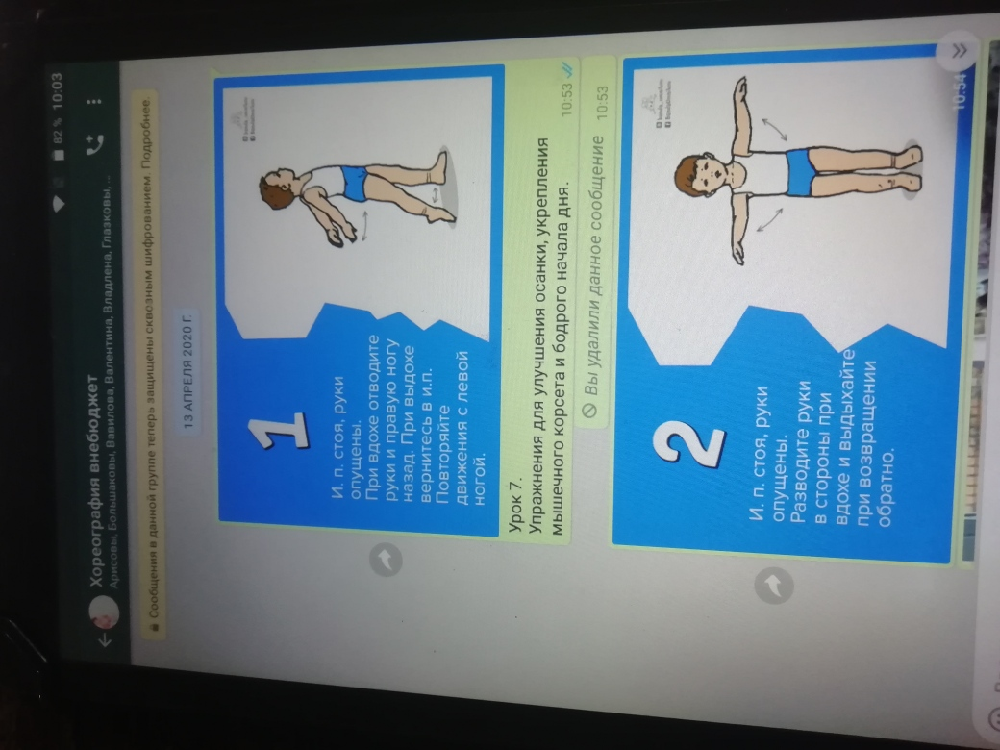 82 % 10:03
Хореография внебюджет
Арисовы, Большаковы, Вавилова, Валентина, Владлена, Глазковы,...
Сообщения в данной группе теперь защищены сквозным шифрованием. Подробнее.
13 АПРЕЛЯ 2020 Г.
1
И. п. стоя, руки
опущены.
При вдохе отводите
руки и правую ногу
назад. При выдохе
вернитесь в и.п.
Повторяйте
движения с левой
ногой.
Урок 7.
Упражнения для улучшения осанки, укрепления
мышечного корсета и бодрого начала дня.
10:53
Вы удалили данное сообщение 10:53
2
И. п. стоя, руки
опущены.
Разводите руки
в стороны при
вдохе и выдыхайте
при возвращении
обратно.
10:54